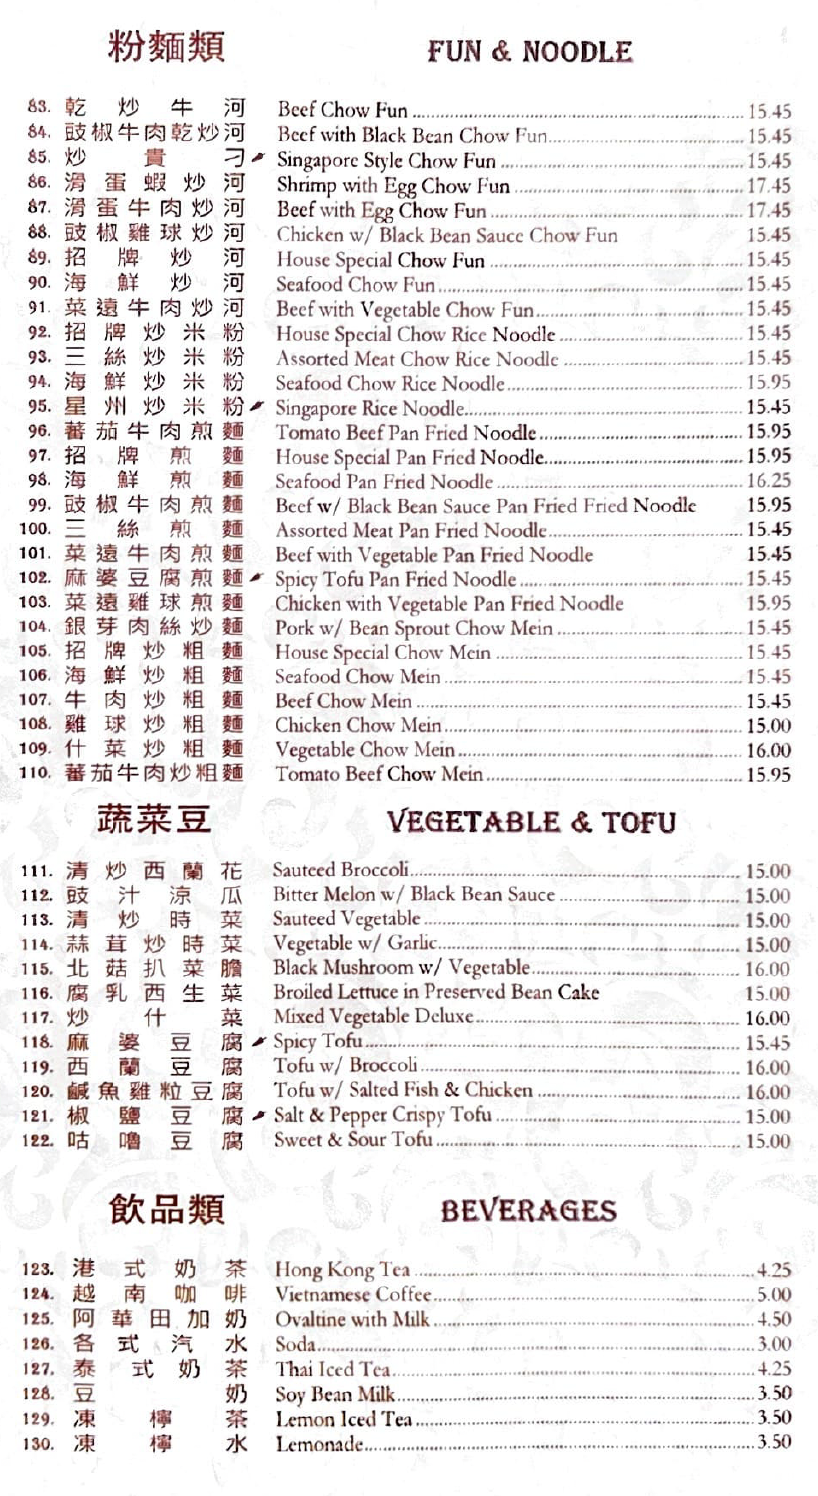 粉麵類 FUN & NOODLE
83. 乾炒牛河 Beef Chow Fun 15.45
84. 豉椒牛肉乾炒河 Beef with Black Bean Chow Fun 15.45
85. 炒貴刁 Singapore Style Chow Fun 15.45
86. 滑蛋蝦炒河 Shrimp with Egg Chow Fun 17.45
87. 滑蛋牛肉炒河 Beef with Egg Chow Fun 17.45
88. 豉椒雞球炒河 Chicken w/ Black Bean Sauce Chow Fun 15.45
89. 招牌炒河 House Special Chow Fun 15.45
90. 海鮮炒河 Seafood Chow Fun 15.45
91. 菜遠牛肉炒河 Beef with Vegetable Chow Fun 15.45
92. 招牌炒米粉 House Special Chow Rice Noodle 15.45
93. 三絲炒米粉 Assorted Meat Chow Rice Noodle 15.45
94. 海鮮炒米粉 Seafood Chow Rice Noodle 15.95
95. 星州炒米粉 Singapore Rice Noodle 15.45
96. 蕃茄牛肉煎麵 Tomato Beef Pan Fried Noodle 15.95
97. 招牌煎麵 House Special Pan Fried Noodle 15.95
98. 海鮮煎麵 Seafood Pan Fried Noodle 16.25
99. 豉椒牛肉煎麵 Beef w/ Black Bean Sauce Pan Fried Fried Noodle 15.95
100. 三絲煎麵 Assorted Meat Pan Fried Noodle 15.45
101. 菜遠牛肉煎麵 Beef with Vegetable Pan Fried Noodle 15.45
102. 麻婆豆腐煎麵 Spicy Tofu Pan Fried Noodle 15.45
103. 菜遠雞球煎麵 Chicken with Vegetable Pan Fried Noodle 15.95
104. 銀芽肉絲炒麵 Pork w/ Bean Sprout Chow Mein 15.45
105. 招牌炒粗麵 House Special Chow Mein 15.45
106. 海鮮炒粗麵 Seafood Chow Mein 15.45
107. 牛肉炒粗麵 Beef Chow Mein 15.45
108. 雞球炒粗麵 Chicken Chow Mein 15.00
109. 什菜炒粗麵 Vegetable Chow Mein 16.00
110. 蕃茄牛肉炒粗麵 Tomato Beef Chow Mein 15.95
蔬菜豆 VEGETABLE & TOFU
111. 清炒西蘭花 Sauteed Broccoli 15.00
112. 豉汁涼瓜 Bitter Melon w/ Black Bean Sauce 15.00
113. 清炒時菜 Sauteed Vegetable 15.00
114. 蒜茸炒時菜 Vegetable w/ Garlic 15.00
115. 北菇扒菜膽 Black Mushroom w/ Vegetable 16.00
116. 腐乳西生菜 Broiled Lettuce in Preserved Bean Cake 15.00
117. 炒什菜 Mixed Vegetable Deluxe 16.00
118. 麻婆豆腐 Spicy Tofu 15.45
119. 西蘭豆腐 Tofu w/ Broccoli 16.00
120. 鹹魚雞粒豆腐 Tofu w/ Salted Fish & Chicken 16.00
121. 椒鹽豆腐 Salt & Pepper Crispy Tofu 15.00
122. 咕嚕豆腐 Sweet & Sour Tofu 15.00
飲品類 BEVERAGES
123. 港式奶茶 Hong Kong Tea 4.25
124. 越南咖啡 Vietnamese Coffee 5.00
125. 阿華田加奶 Ovaltine with Milk 4.50
126. 各式汽水 Soda 3.00
127. 泰式奶茶 Thai Iced Tea 4.25
128. 豆奶 Soy Bean Milk 3.50
129. 凍檸茶 Lemon Iced Tea 3.50
130. 凍檸水 Lemonade 3.50